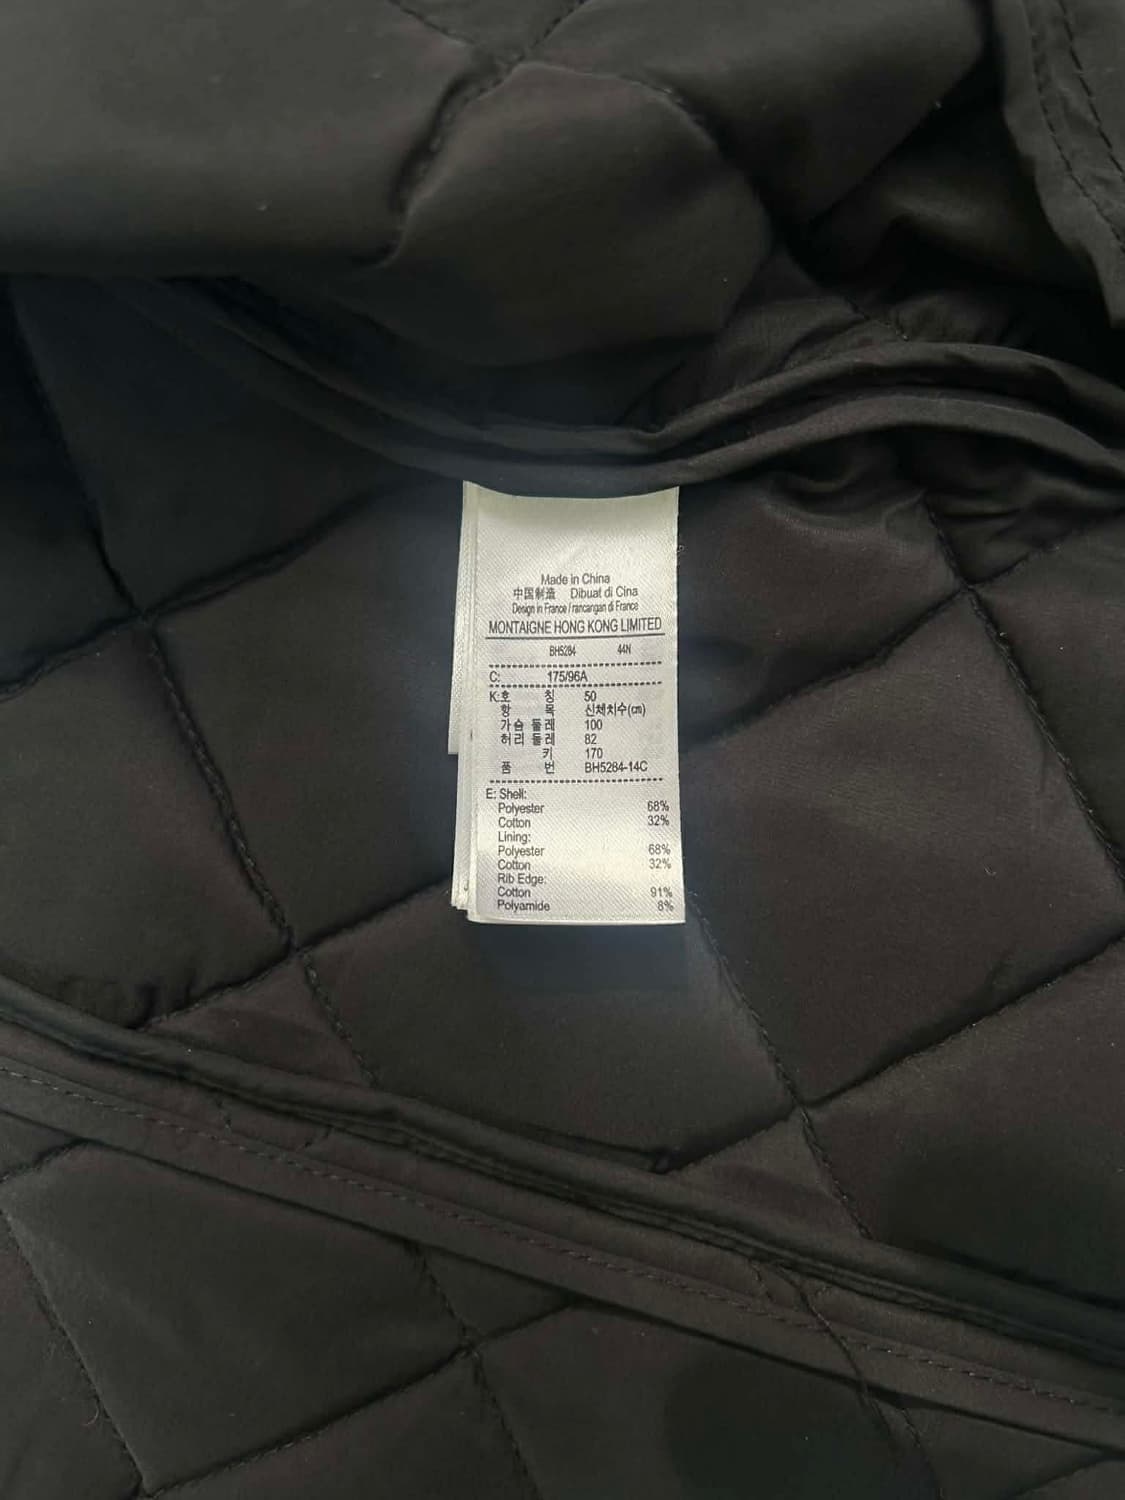 Made in China
中国制造 Dibuat di Cina
Design in France / rancangan di France
MONTAIGNE HONG KONG LIMITED
BH5284 44N
C: 175/96A
K:호 칭 50
항 목 신체치수(cm)
가슴 둘레 100
허리 둘레 82
키 170
품 번 BH5284-14C
E: Shell:
Polyester 68%
Cotton 32%
Lining:
Polyester 68%
Cotton 32%
Rib Edge:
Cotton 91%
Polyamide 8%